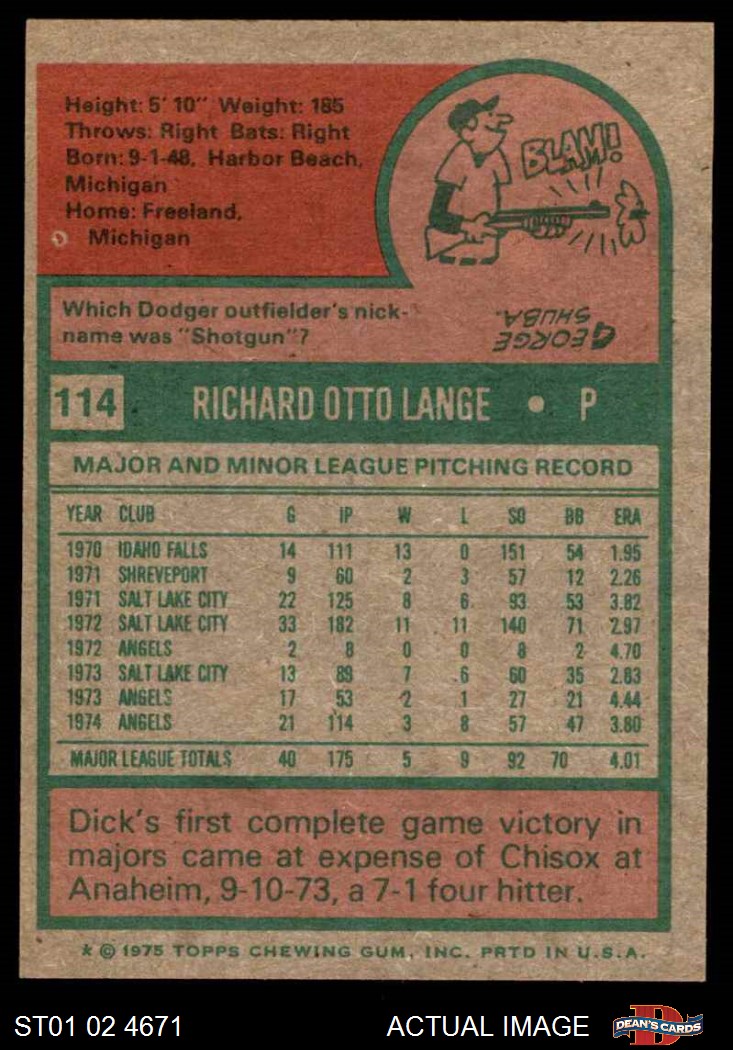 Height: 5' 10" Weight: 185
Throws: Right Bats: Right
Born: 9-1-48, Harbor Beach,
Michigan
Home: Freeland,
Michigan
BLAM!
Which Dodger outfielder's nick-
name was "Shotgun"?
GEORGE
SHUBA.
114 RICHARD OTTO LANGE • P
MAJOR AND MINOR LEAGUE PITCHING RECORD
YEAR CLUB G IP W L SO BB ERA
1970 IDAHO FALLS 14 111 13 0 151 54 1.95
1971 SHREVEPORT 9 60 2 3 57 12 2.26
1971 SALT LAKE CITY 22 125 8 6 93 53 3.82
1972 SALT LAKE CITY 33 182 11 11 140 71 2.97
1972 ANGELS 2 8 0 0 8 2 4.70
1973 SALT LAKE CITY 13 89 7 6 60 35 2.83
1973 ANGELS 17 53 2 1 27 21 4.44
1974 ANGELS 21 114 3 8 57 47 3.80
MAJOR LEAGUE TOTALS 40 175 5 9 92 70 4.01
Dick's first complete game victory in
majors came at expense of Chisox at
Anaheim, 9-10-73, a 7-1 four hitter.
* © 1975 TOPPS CHEWING GUM, INC. PRTD IN U.S.A.
ST01 02 4671 ACTUAL IMAGE D DEAN'S CARDS